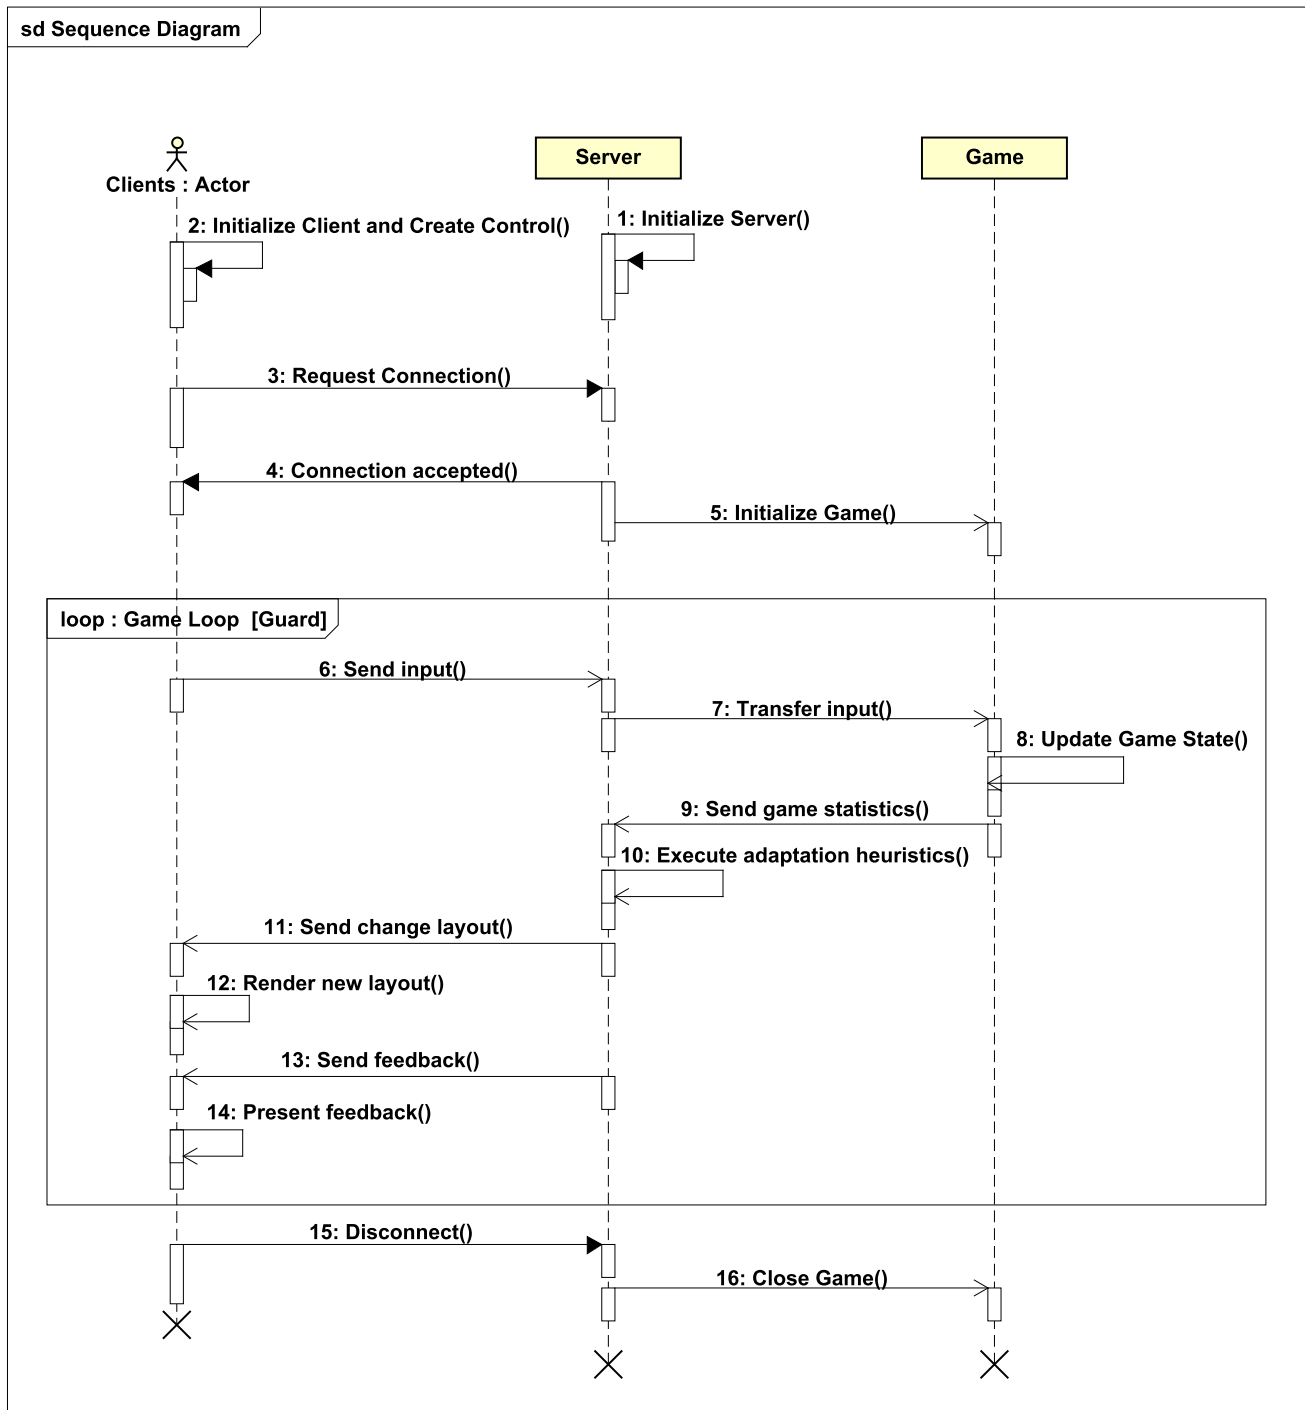 sd Sequence Diagram
Clients : Actor
Server
Game
1: Initialize Server()
2: Initialize Client and Create Control()
3: Request Connection()
4: Connection accepted()
5: Initialize Game()
loop : Game Loop [Guard]
6: Send input()
7: Transfer input()
8: Update Game State()
9: Send game statistics()
10: Execute adaptation heuristics()
11: Send change layout()
12: Render new layout()
13: Send feedback()
14: Present feedback()
15: Disconnect()
16: Close Game()